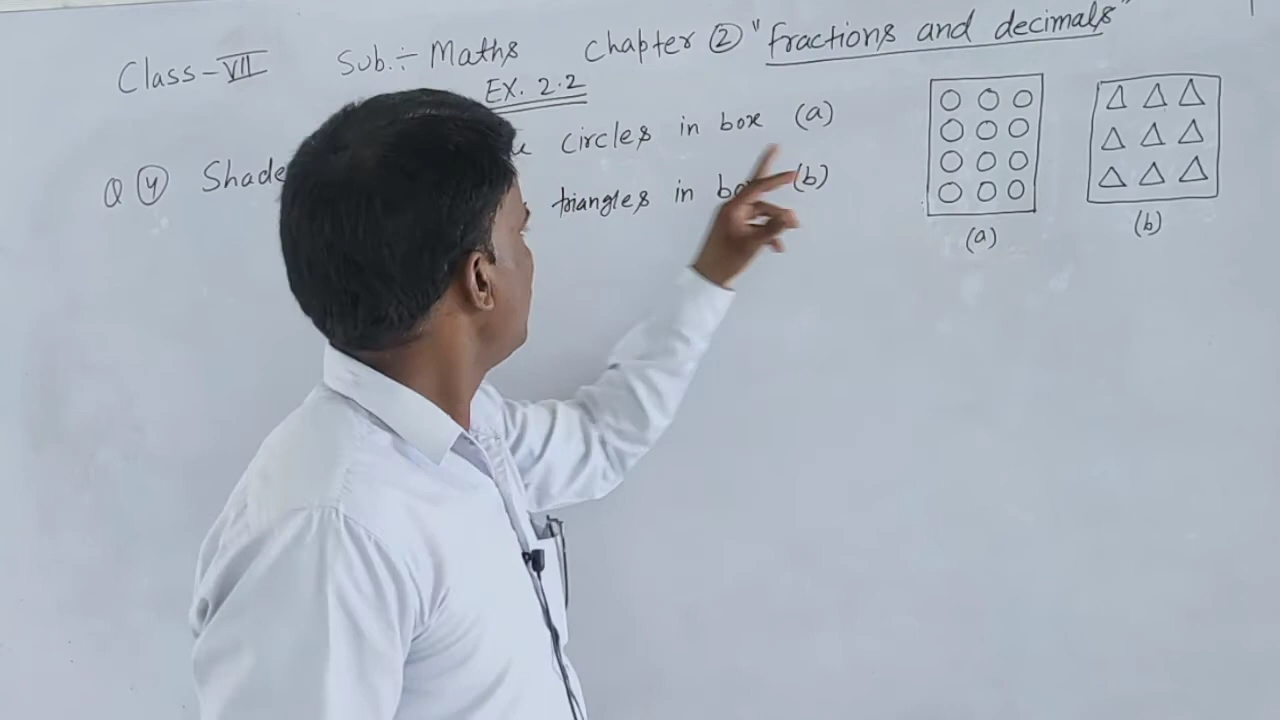 Class - VII Sub. :- Maths Chapter ② "fractions and decimals"
EX. 2.2
Q ④ Shade circles in box (a)
triangles in box (b)
(a) (b)